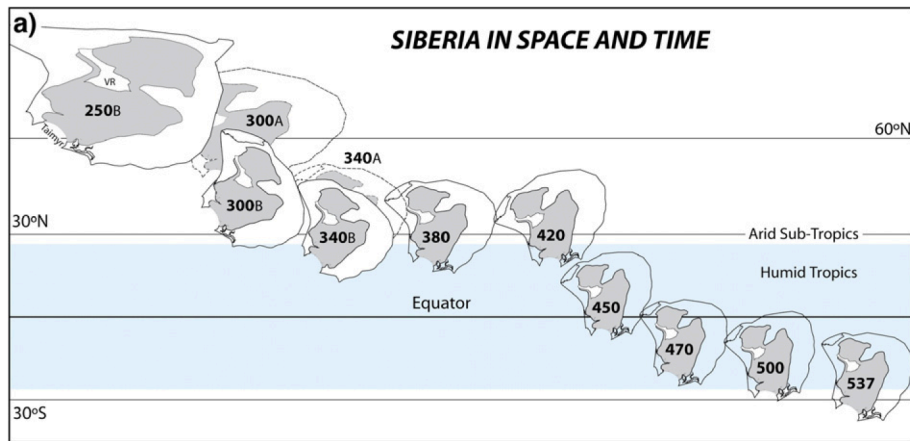 a)
SIBERIA IN SPACE AND TIME
VR
250B
Taimyr
300A
60ºN
340A
300B
30ºN
340B
380
420
Arid Sub-Tropics
Humid Tropics
Equator
450
470
500
537
30ºS